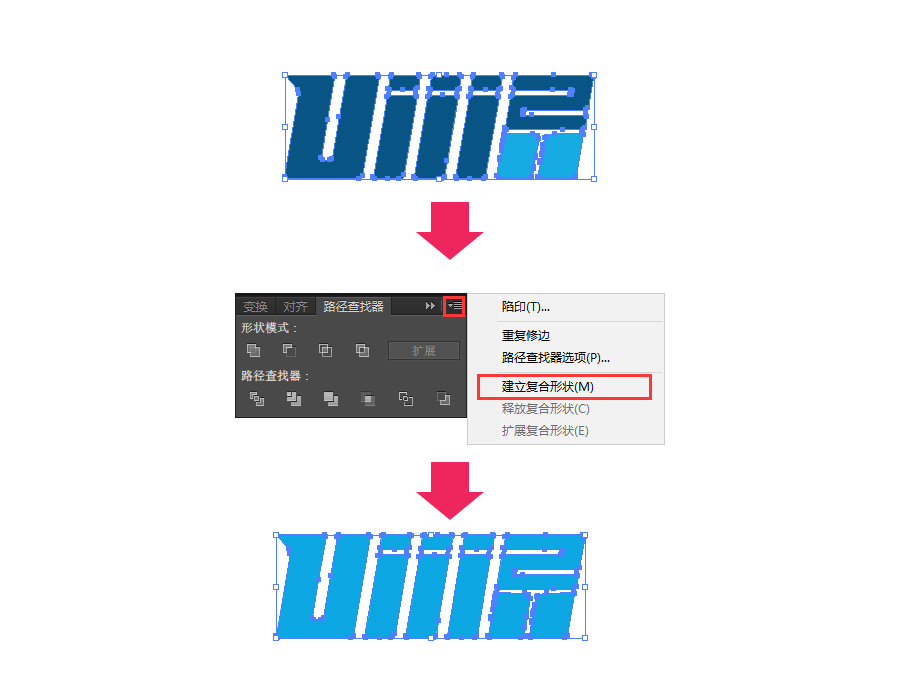 UiiiE
变换 对齐 路径查找器
形状模式：
扩展
路径查找器：
陷印(T)...
重复修边
路径查找器选项(P)...
建立复合形状(M)
释放复合形状(C)
扩展复合形状(E)
UiiiE